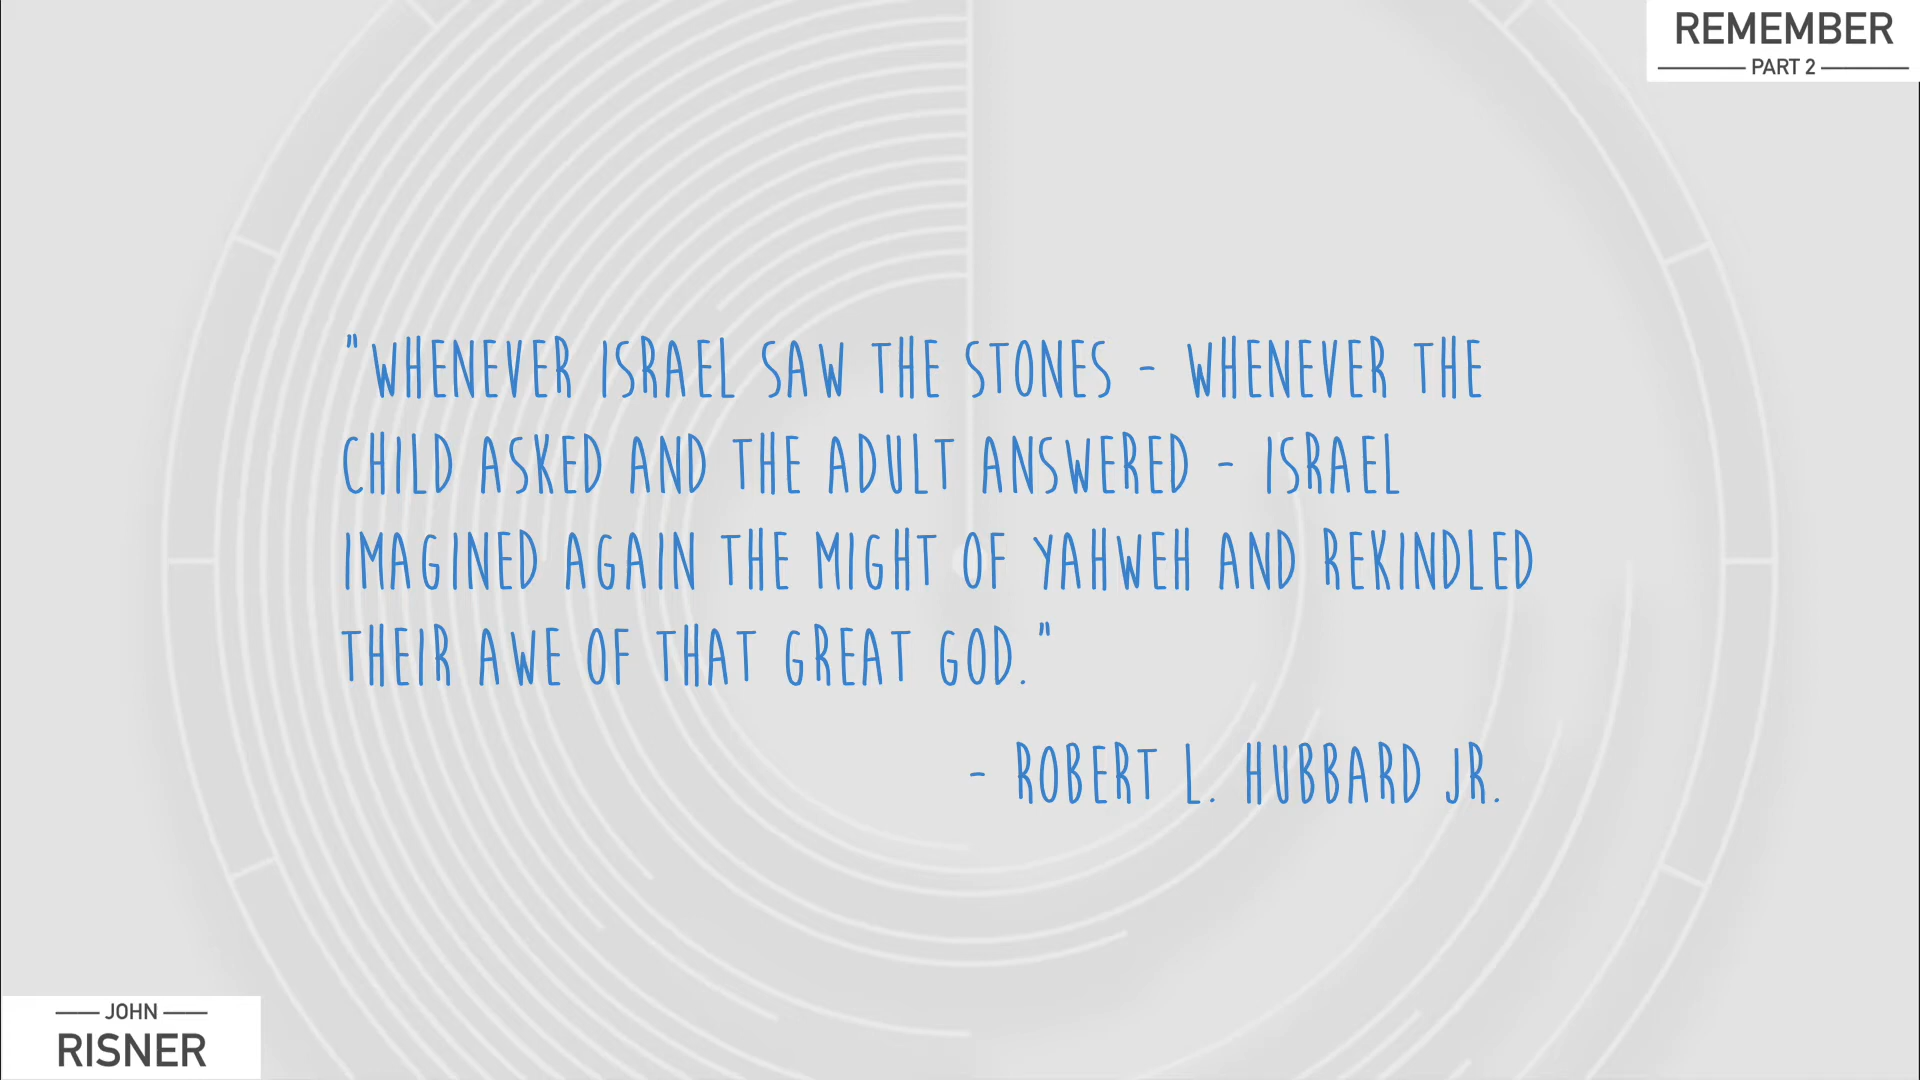 REMEMBER
PART 2
"WHENEVER ISRAEL SAW THE STONES - WHENEVER THE
CHILD ASKED AND THE ADULT ANSWERED - ISRAEL
IMAGINED AGAIN THE MIGHT OF YAHWEH AND REKINDLED
THEIR AWE OF THAT GREAT GOD."
- ROBERT L. HUBBARD JR.
JOHN
RISNER